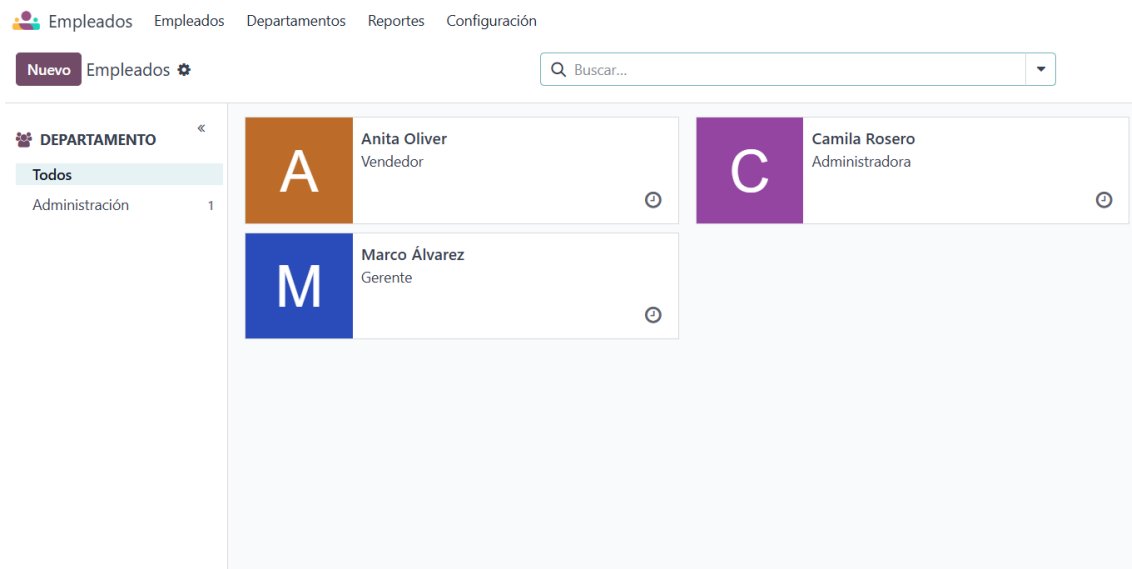 Empleados Empleados Departamentos Reportes Configuración
Nuevo Empleados Buscar...
DEPARTAMENTO «
Todos
Administración 1
A
Anita Oliver
Vendedor
C
Camila Rosero
Administradora
M
Marco Álvarez
Gerente